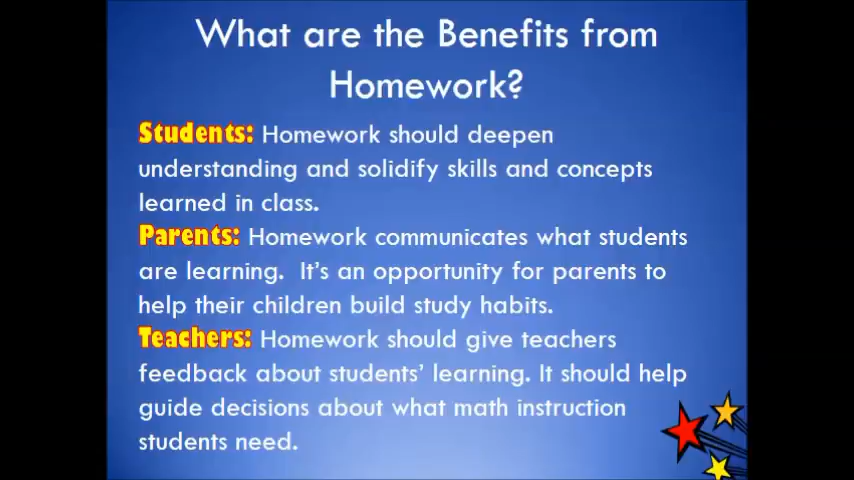 What are the Benefits from
Homework?
Students: Homework should deepen
understanding and solidify skills and concepts
learned in class.
Parents: Homework communicates what students
are learning.  It's an opportunity for parents to
help their children build study habits.
Teachers: Homework should give teachers
feedback about students' learning. It should help
guide decisions about what math instruction
students need.